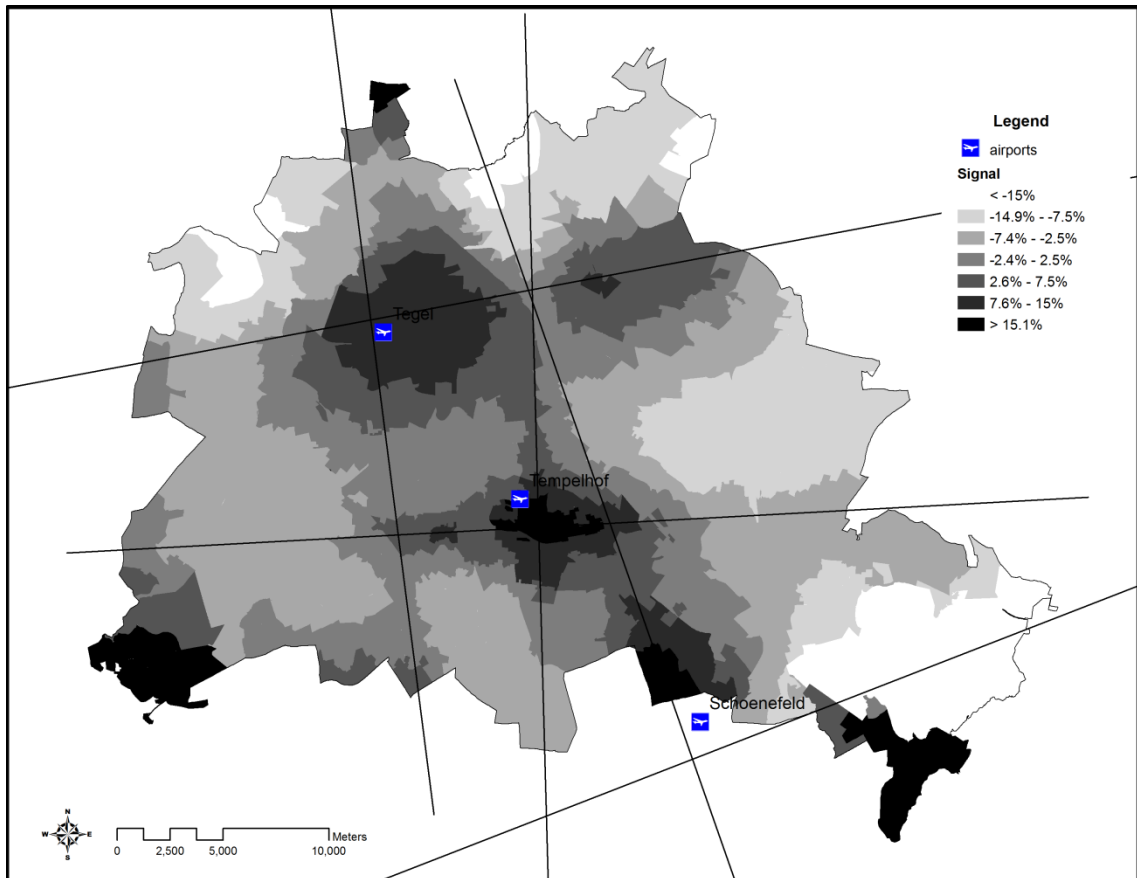 Legend
airports
Signal
< -15%
-14.9% - -7.5%
-7.4% - -2.5%
-2.4% - 2.5%
2.6% - 7.5%
7.6% - 15%
> 15.1%
Tegel
Tempelhof
Schoenefeld
N
W E
S
Meters
0 2,500 5,000 10,000